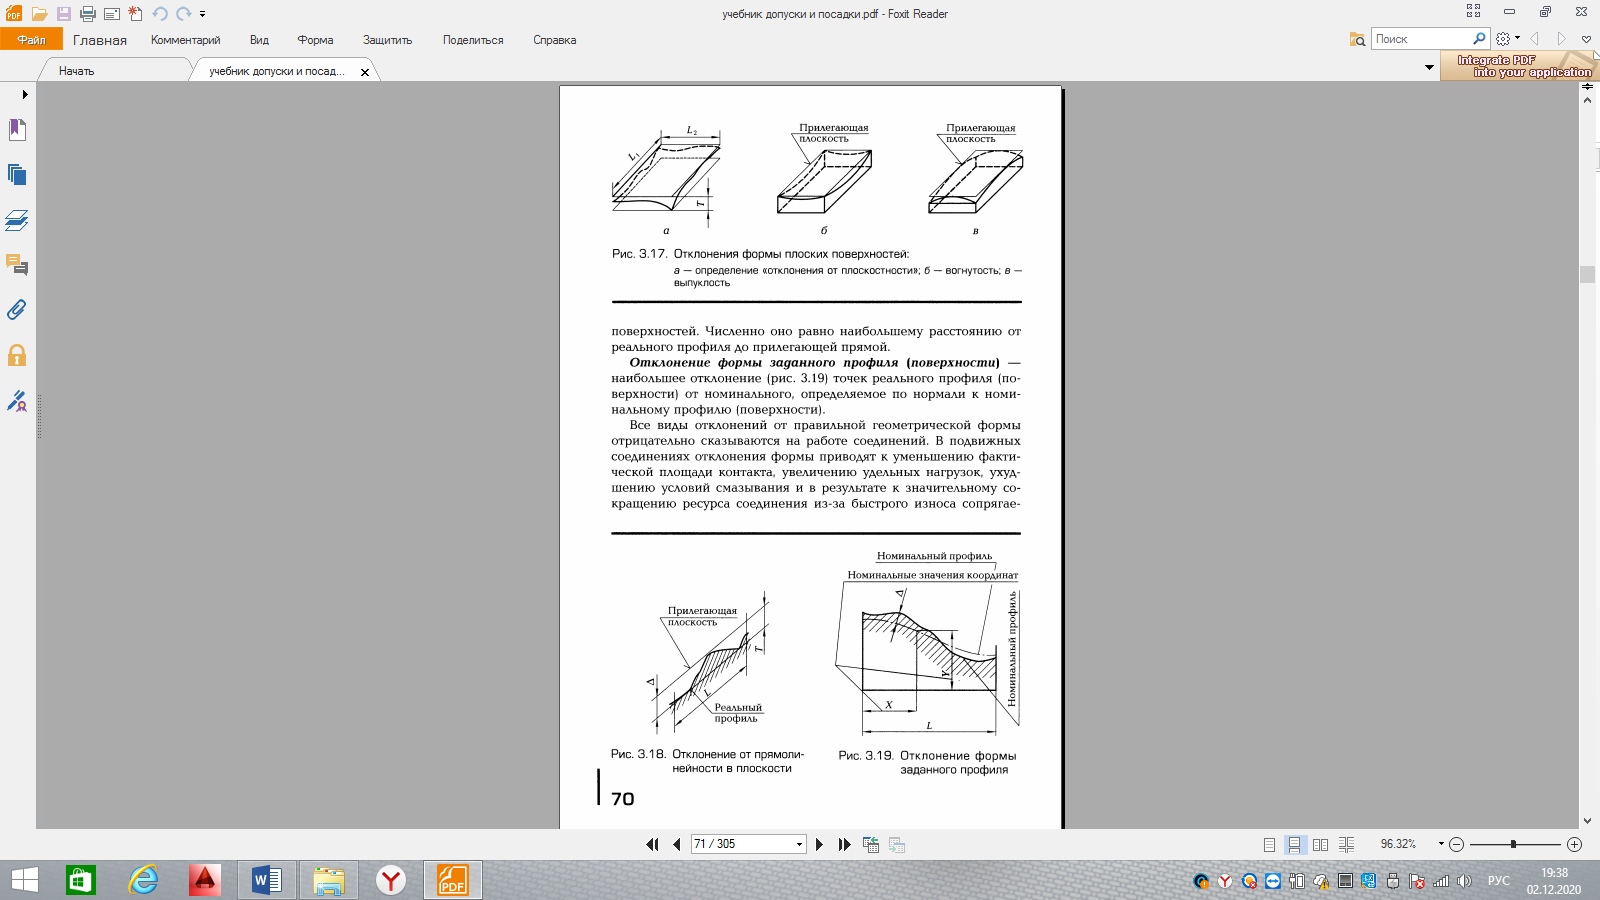 учебник допуски и посадки.pdf - Foxit Reader
Файл
Главная
Комментарий
Вид
Форма
Защитить
Поделиться
Справка
Поиск
Начать
учебник допуски и посад...
Integrate PDF
into your application
L₁
L₂
T
а
Прилегающая
плоскость
б
Прилегающая
плоскость
в
Рис. 3.17. Отклонения формы плоских поверхностей:
а — определение «отклонения от плоскостности»; б — вогнутость; в —
выпуклость
поверхностей. Численно оно равно наибольшему расстоянию от
реального профиля до прилегающей прямой.
Отклонение формы заданного профиля (поверхности) —
наибольшее отклонение (рис. 3.19) точек реального профиля (по-
верхности) от номинального, определяемое по нормали к номи-
нальному профилю (поверхности).
Все виды отклонений от правильной геометрической формы
отрицательно сказываются на работе соединений. В подвижных
соединениях отклонения формы приводят к уменьшению факти-
ческой площади контакта, увеличению удельных нагрузок, ухуд-
шению условий смазывания и в результате к значительному со-
кращению ресурса соединения из-за быстрого износа сопрягае-
Прилегающая
плоскость
T
Δ
L
Реальный
профиль
Рис. 3.18. Отклонение от прямоли-
нейности в плоскости
Номинальный профиль
Номинальные значения координат
Δ
Номинальный профиль
Y
X
L
Рис. 3.19. Отклонение формы
заданного профиля
70
71 / 305
96.32%
PDF
РУС
19:38
02.12.2020